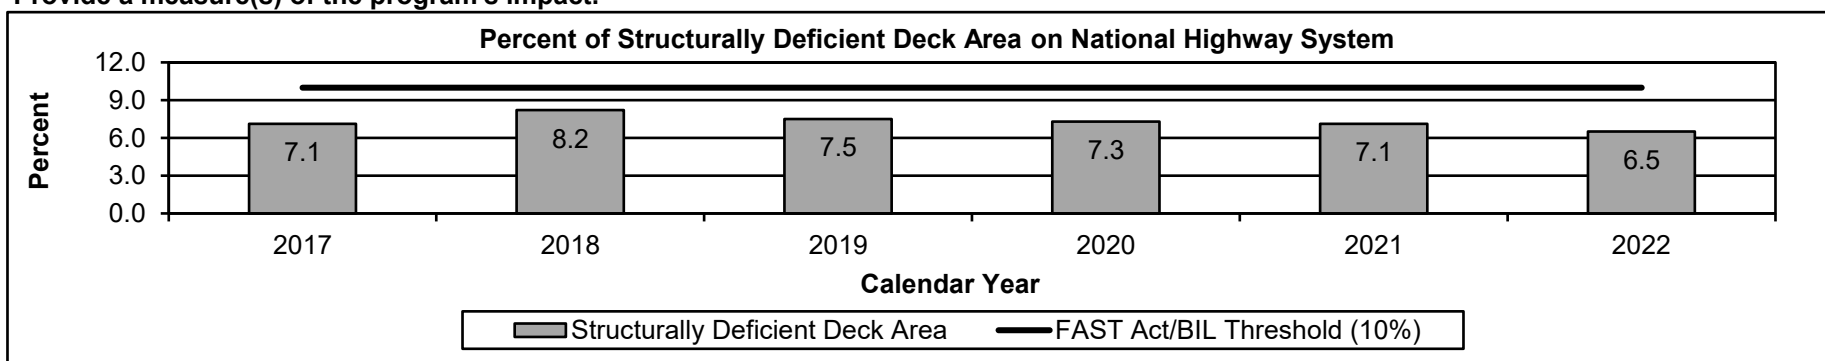 Provide a measure(s) of the program's impact.
Percent of Structurally Deficient Deck Area on National Highway System
12.0
9.0
6.0
3.0
0.0
Percent
7.1
8.2
7.5
7.3
7.1
6.5
2017 2018 2019 2020 2021 2022
Calendar Year
Structurally Deficient Deck Area FAST Act/BIL Threshold (10%)